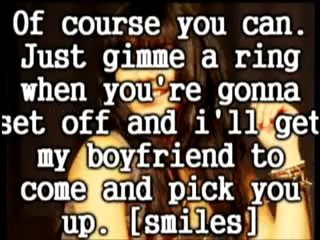 Of course you can.
Just gimme a ring
when you're gonna
set off and i'll get
my boyfriend to
come and pick you
up. [smiles]